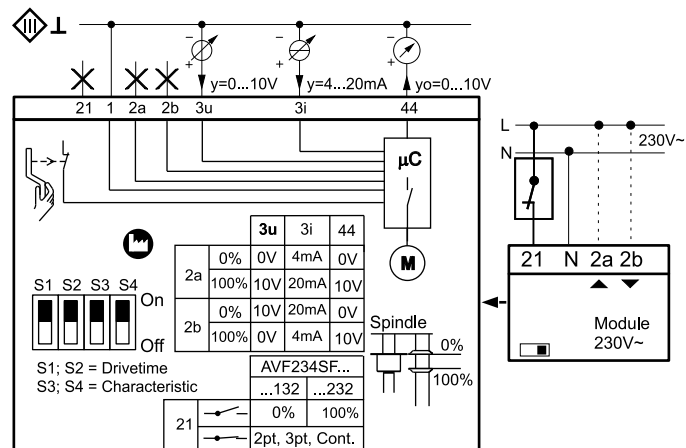 − − −
+ + +
y=0...10V y=4...20mA yo=0...10V
21 1 2a 2b 3u 3i 44
µC
M
3u 3i 44
2a 0% 0V 4mA 0V
100% 10V 20mA 10V
2b 0% 10V 20mA 0V
100% 0V 4mA 10V
S1 S2 S3 S4
On
Off
S1; S2 = Drivetime
S3; S4 = Characteristic
Spindle
0%
100%
AVF234SF...
...132 ...232
21 0% 100%
2pt, 3pt, Cont.
L
N
230V~
21 N 2a 2b
Module
230V~